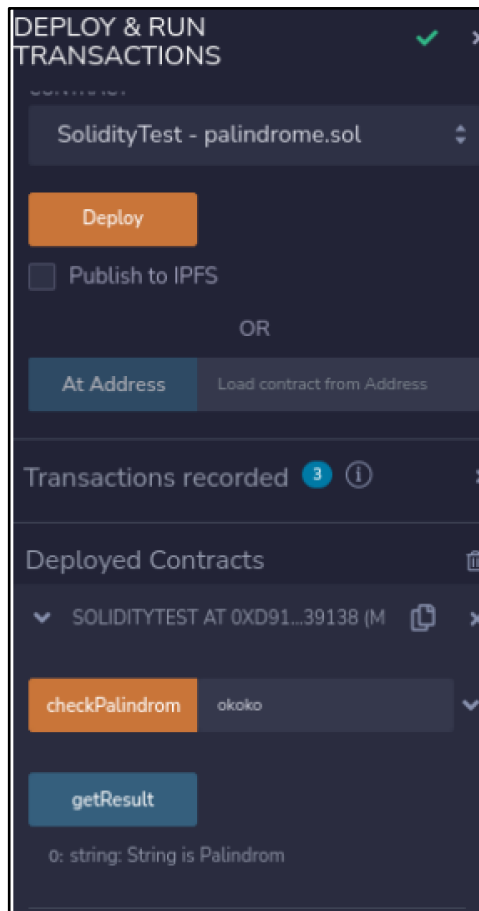 DEPLOY & RUN
TRANSACTIONS
CONTRACT
SolidityTest - palindrome.sol
Deploy
Publish to IPFS
OR
At Address Load contract from Address
Transactions recorded 3 i
Deployed Contracts
SOLIDITYTEST AT 0XD91...39138 (M
checkPalindrom okoko
getResult
0: string: String is Palindrom